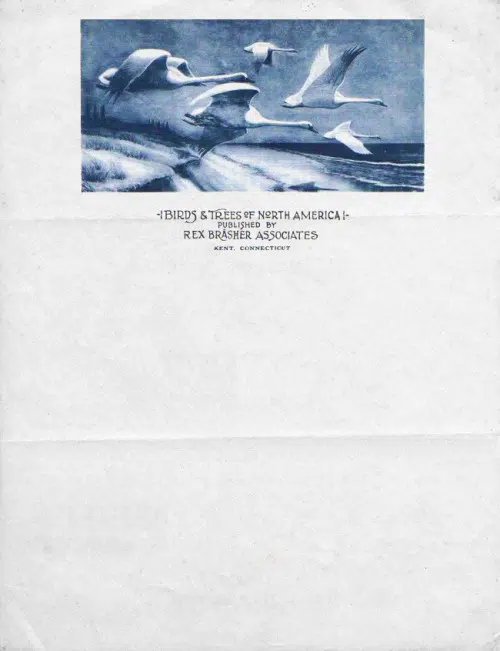 -¦BIRDS & TREES OF NORTH AMERICA¦-
PUBLISHED BY
REX BRASHER ASSOCIATES
KENT, CONNECTICUT